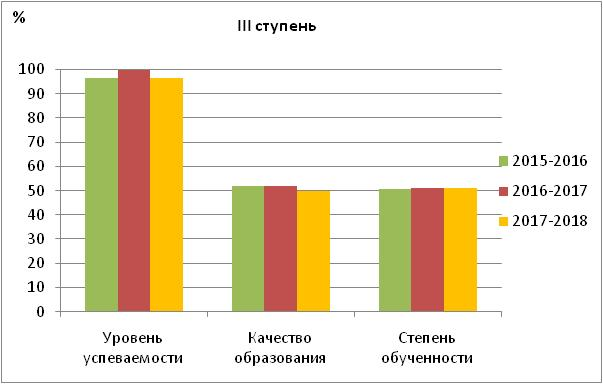 %
III ступень
100
90
80
70
60
50
40
30
20
10
0
Уровень
успеваемости
Качество
образования
Степень
обученности
2015-2016
2016-2017
2017-2018